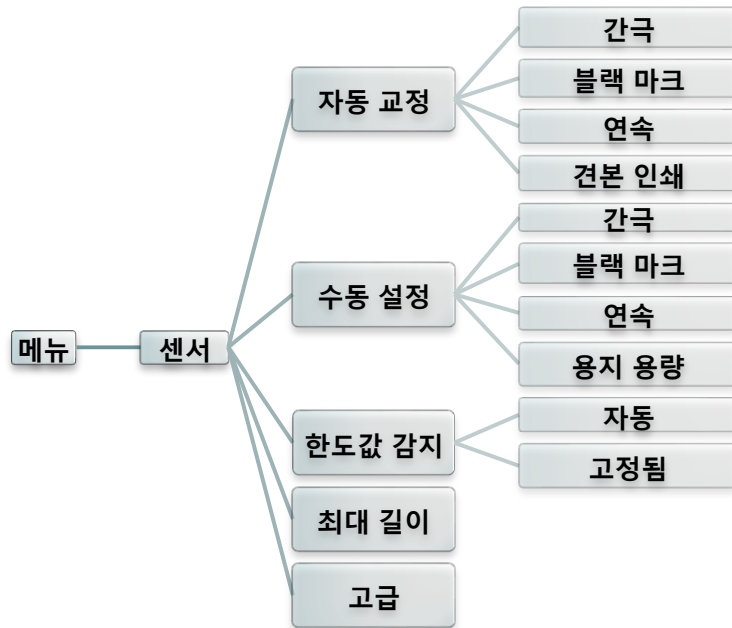 메뉴
센서
자동 교정
간극
블랙 마크
연속
견본 인쇄
수동 설정
간극
블랙 마크
연속
용지 용량
한도값 감지
자동
고정됨
최대 길이
고급